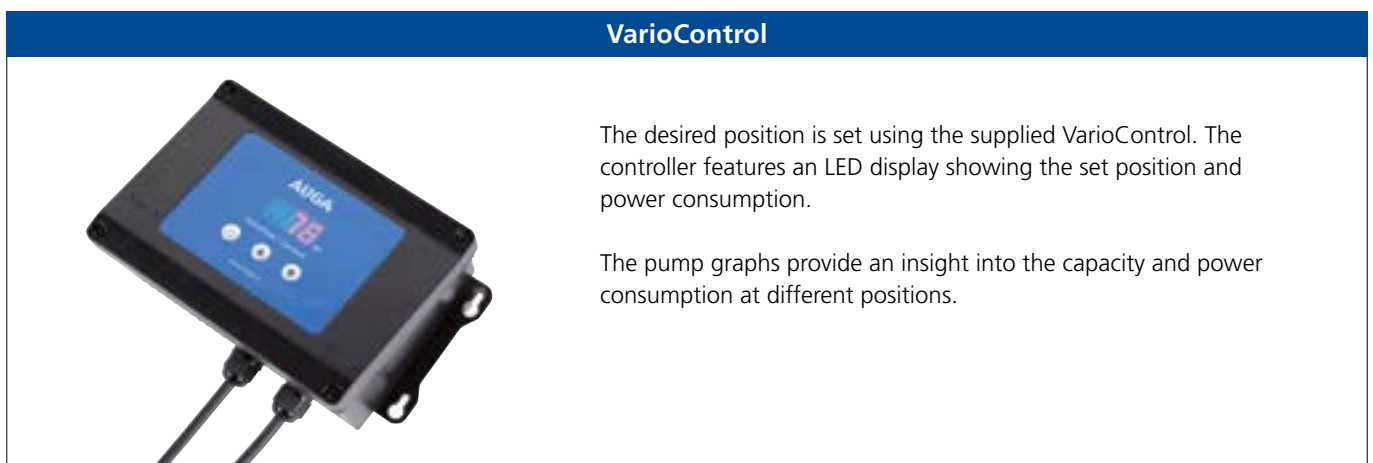 VarioControl
The desired position is set using the supplied VarioControl. The
controller features an LED display showing the set position and
power consumption.
The pump graphs provide an insight into the capacity and power
consumption at different positions.
AUGA
78